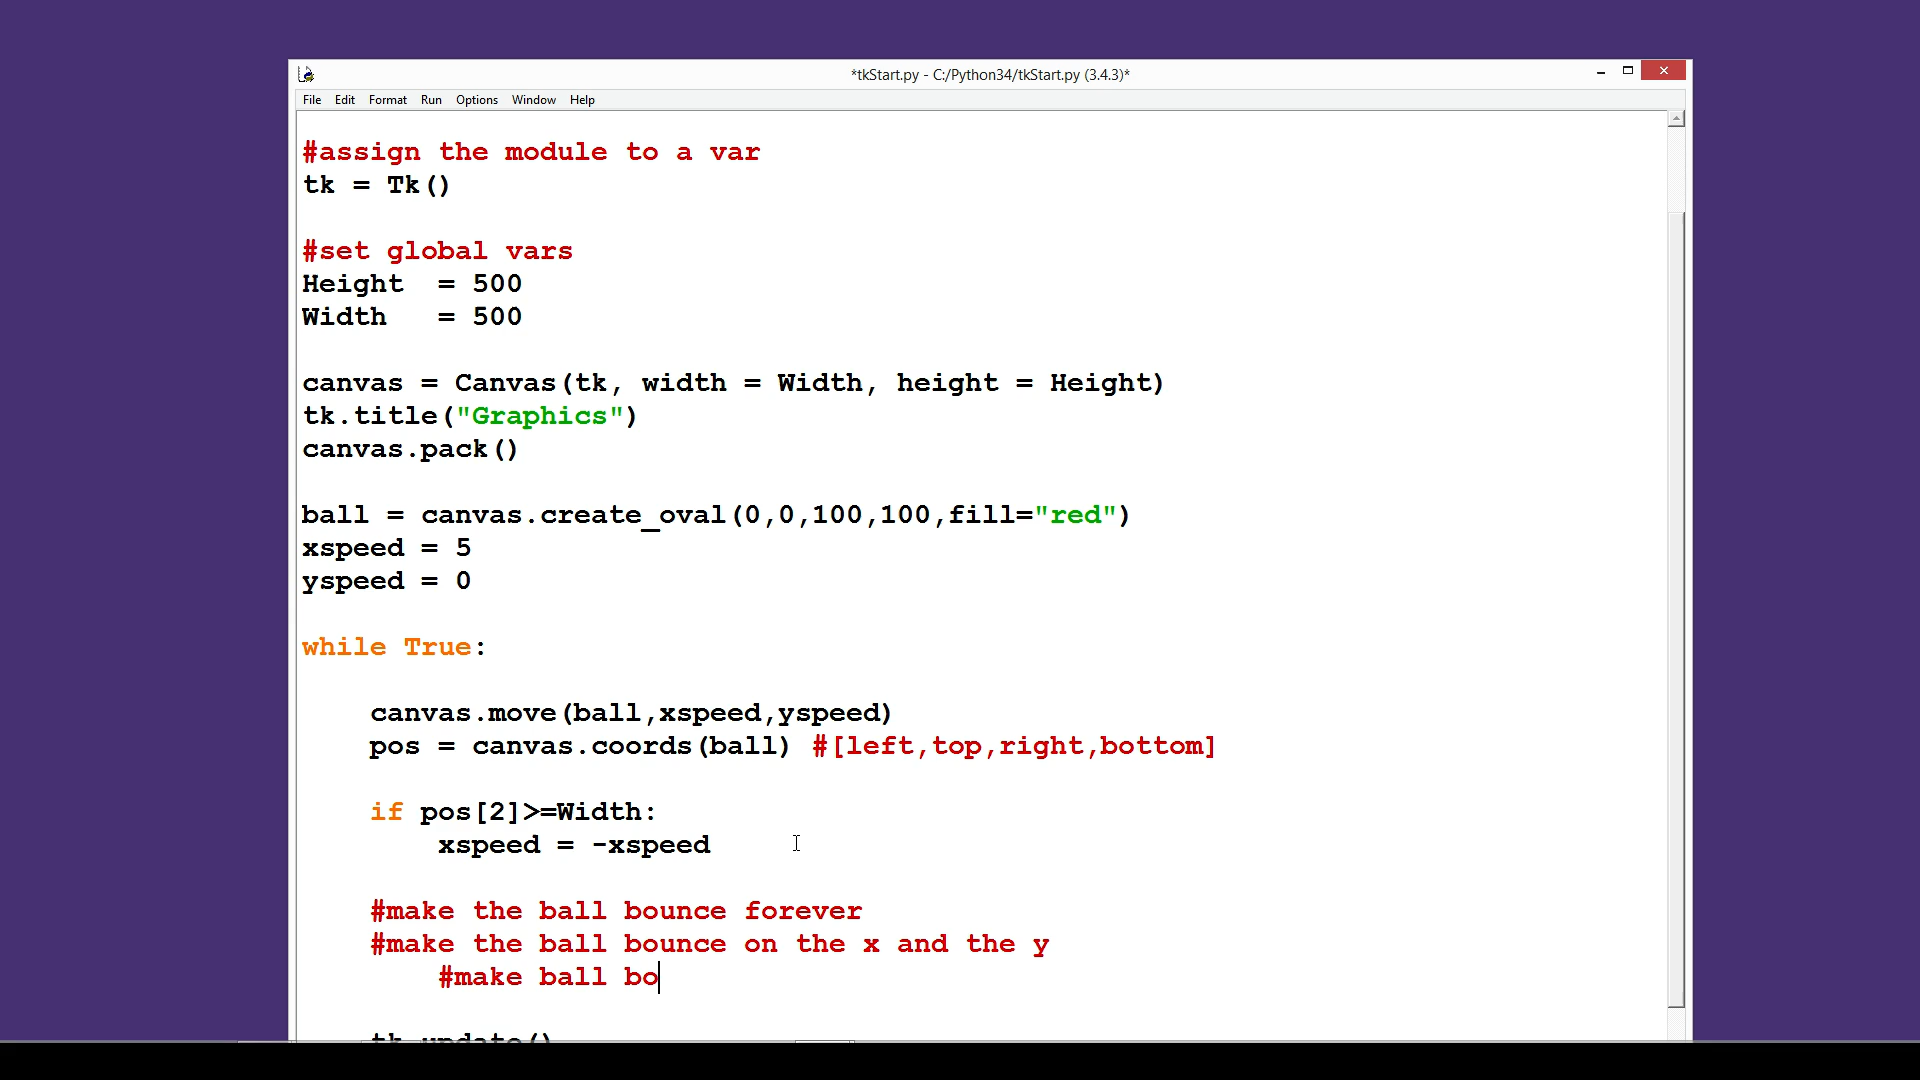 *tkStart.py - C:/Python34/tkStart.py (3.4.3)*
File Edit Format Run Options Window Help
#assign the module to a var
tk = Tk()
#set global vars
Height  = 500
Width   = 500
canvas = Canvas(tk, width = Width, height = Height)
tk.title("Graphics")
canvas.pack()
ball = canvas.create_oval(0,0,100,100,fill="red")
xspeed = 5
yspeed = 0
while True:
    canvas.move(ball,xspeed,yspeed)
    pos = canvas.coords(ball) #[left,top,right,bottom]
    if pos[2]>=Width:
        xspeed = -xspeed
    #make the ball bounce forever
    #make the ball bounce on the x and the y
        #make ball bo
    tk.update()